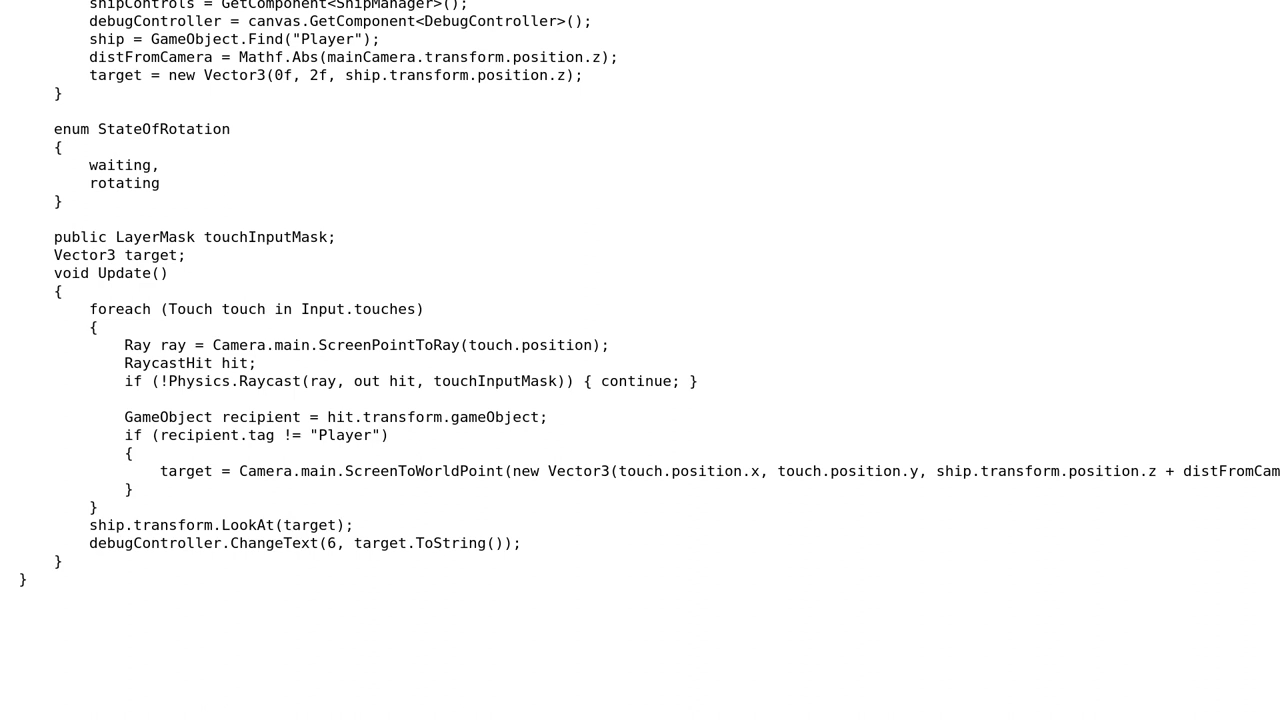 shipControls = GetComponent<ShipManager>();
debugController = canvas.GetComponent<DebugController>();
ship = GameObject.Find("Player");
distFromCamera = Mathf.Abs(mainCamera.transform.position.z);
target = new Vector3(0f, 2f, ship.transform.position.z);
}
enum StateOfRotation
{
waiting,
rotating
}
public LayerMask touchInputMask;
Vector3 target;
void Update()
{
foreach (Touch touch in Input.touches)
{
Ray ray = Camera.main.ScreenPointToRay(touch.position);
RaycastHit hit;
if (!Physics.Raycast(ray, out hit, touchInputMask)) { continue; }
GameObject recipient = hit.transform.gameObject;
if (recipient.tag != "Player")
{
target = Camera.main.ScreenToWorldPoint(new Vector3(touch.position.x, touch.position.y, ship.transform.position.z + distFromCam
}
}
ship.transform.LookAt(target);
debugController.ChangeText(6, target.ToString());
}
}